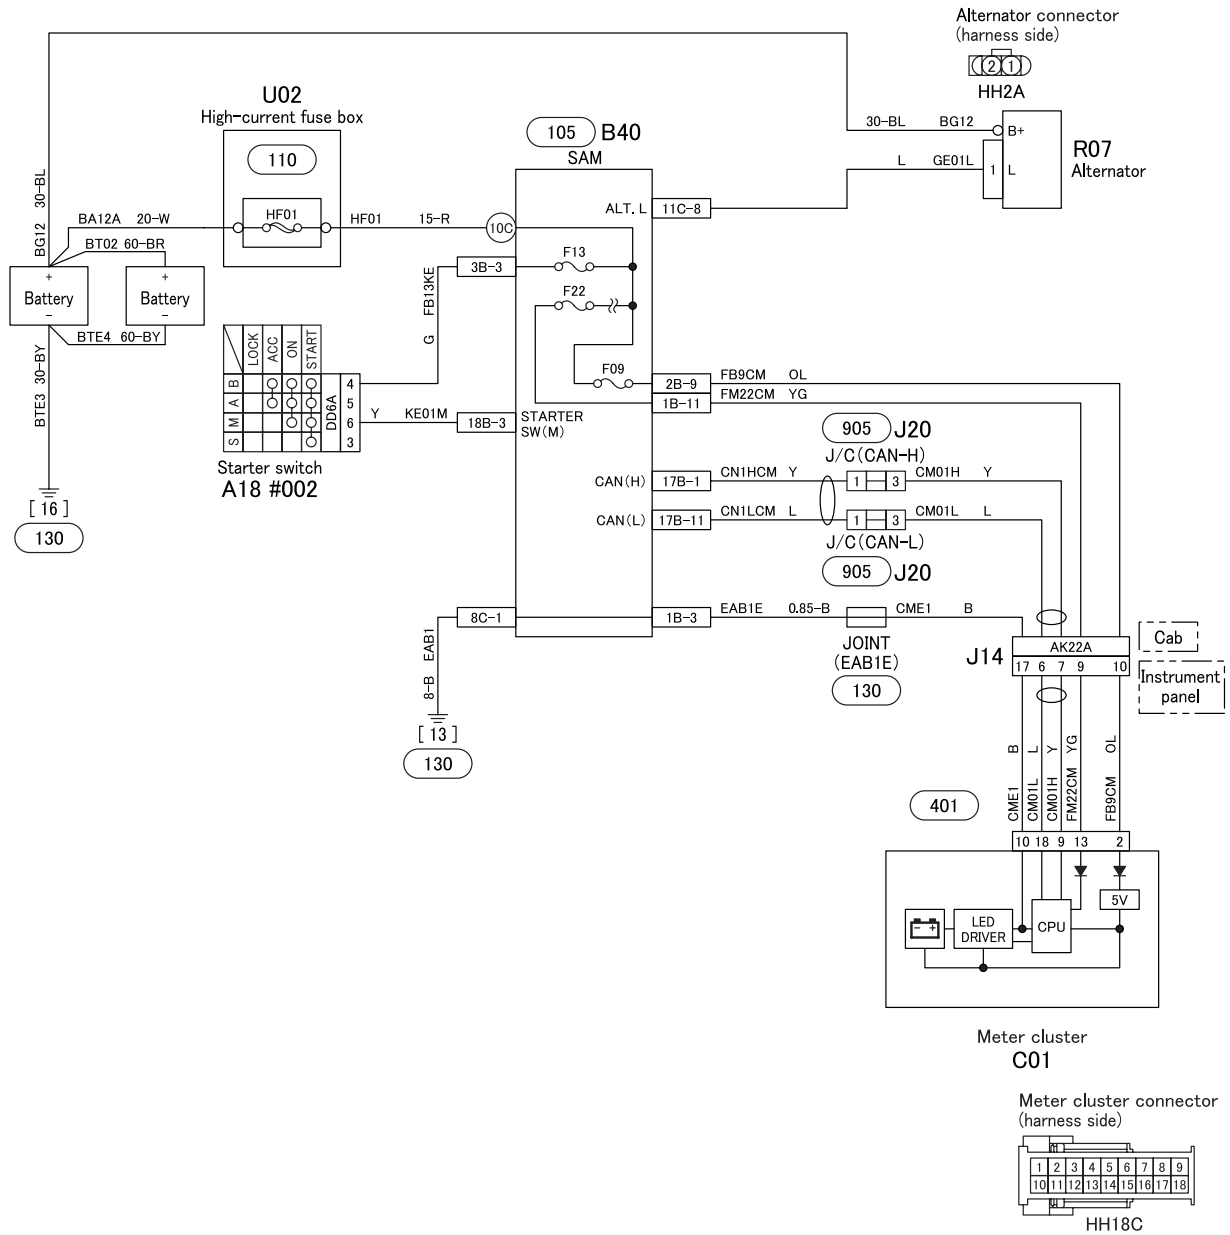 Alternator connector
(harness side)
2 1
HH2A
U02
High-current fuse box
110
105 B40
SAM
30-BL BG12
B+
R07
Alternator
L GE01L
1 L
ALT. L 11C-8
BG12 30-BL
BA12A 20-W
HF01
HF01 15-R
10C
BT02 60-BR
+
Battery
-
+
Battery
-
BTE4 60-BY
BTE3 30-BY
[ 16 ]
130
3B-3
F13
F22
G FB13KE
LOCK ACC ON START
B 4
A 5
M 6
S 3
DD6A
Y KE01M
18B-3
STARTER
SW(M)
Starter switch
A18 #002
F09
2B-9
FB9CM OL
1B-11
FM22CM YG
905 J20
J/C(CAN-H)
CAN(H) 17B-1
CN1HCM Y
1 3
CM01H Y
CAN(L) 17B-11
CN1LCM L
1 3
CM01L L
J/C(CAN-L)
905 J20
8C-1
1B-3
EAB1E 0.85-B
CME1 B
JOINT
(EAB1E)
130
8-B EAB1
[ 13 ]
130
J14
AK22A
17 6 7 9 10
Cab
Instrument
panel
CME1 B
CM01L L
CM01H Y
FM22CM YG
FB9CM OL
401
10 18 9 13 2
5V
- +
LED
DRIVER
CPU
Meter cluster
C01
Meter cluster connector
(harness side)
1 2 3 4 5 6 7 8 9
10 11 12 13 14 15 16 17 18
HH18C